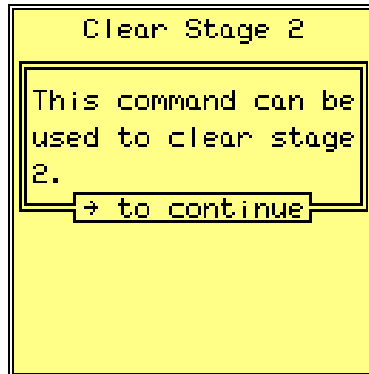 Clear Stage 2
This command can be
used to clear stage
2.
→ to continue